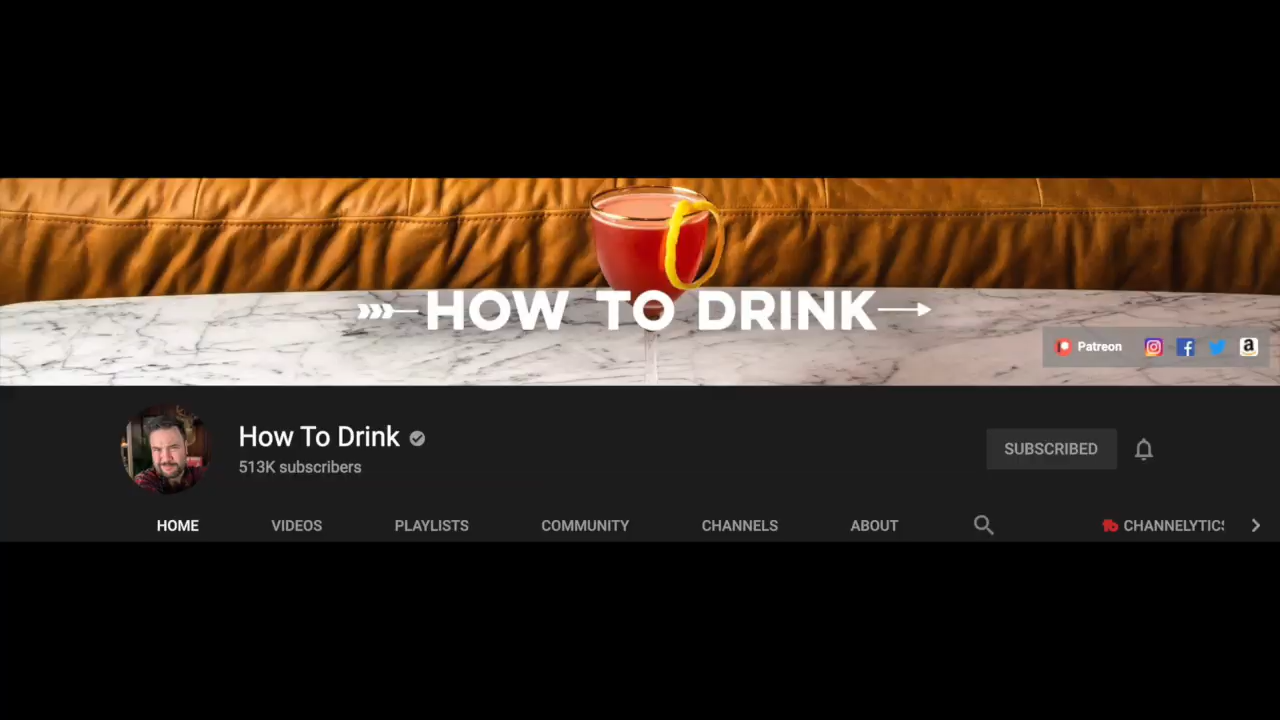 HOW TO DRINK
Patreon
How To Drink
513K subscribers
SUBSCRIBED
HOME VIDEOS PLAYLISTS COMMUNITY CHANNELS ABOUT CHANNELYTICS